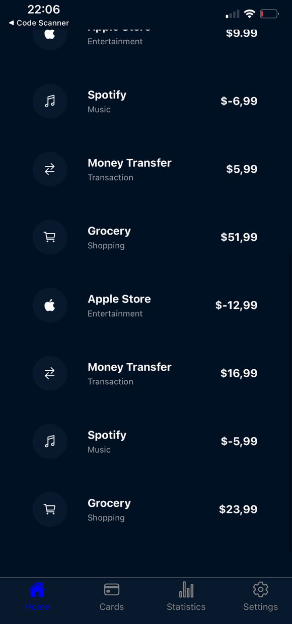 22:06
◀ Code Scanner
Apple Store
$9.99
Entertainment
Spotify
$-6,99
Music
Money Transfer
$5,99
Transaction
Grocery
$51,99
Shopping
Apple Store
$-12,99
Entertainment
Money Transfer
$16,99
Transaction
Spotify
$-5,99
Music
Grocery
$23,99
Shopping
Home
Cards
Statistics
Settings